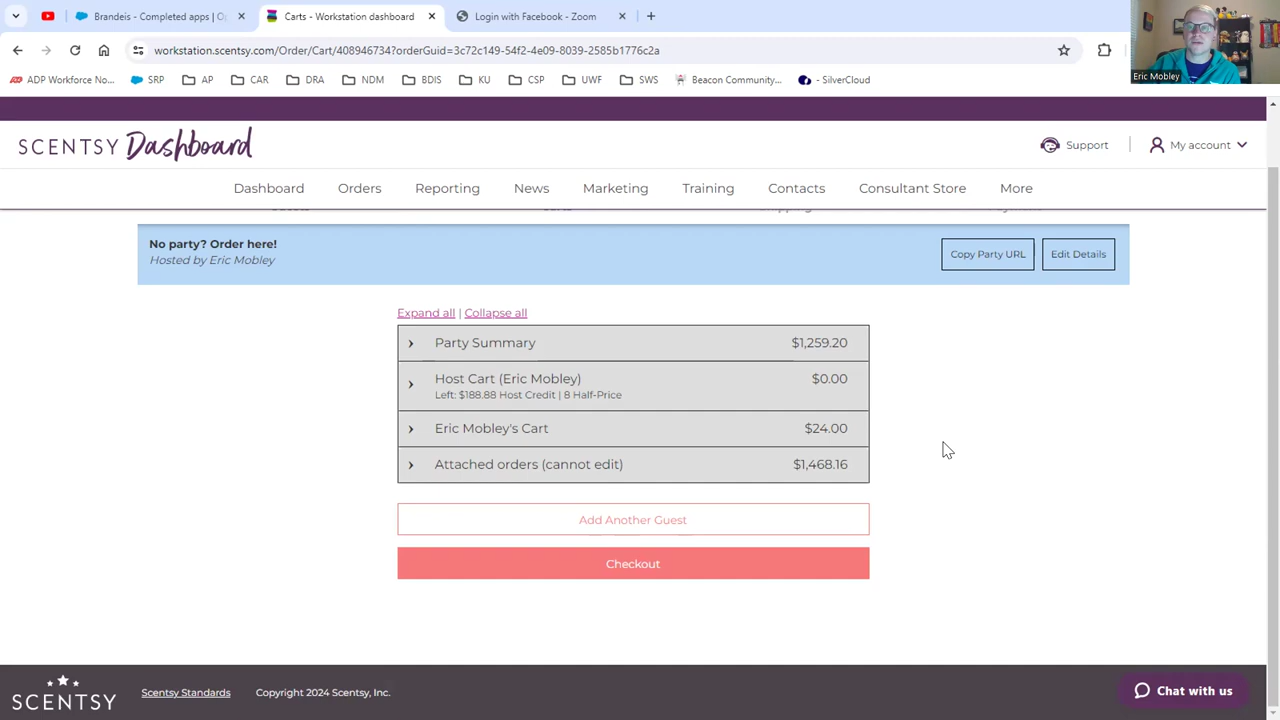 Brandeis - Completed apps | O
Carts - Workstation dashboard
Login with Facebook - Zoom
workstation.scentsy.com/Order/Cart/408946734?orderGuid=3c72c149-54f2-4e09-8039-2585b1776c2a
ADP Workforce No...
SRP
AP
CAR
DRA
NDM
BDIS
KU
CSP
UWF
SWS
Beacon Community...
- SilverCloud
Eric Mobley
SCENTSY Dashboard
Support
My account
Dashboard
Orders
Reporting
News
Marketing
Training
Contacts
Consultant Store
More
No party? Order here!
Hosted by Eric Mobley
Copy Party URL
Edit Details
Expand all | Collapse all
Party Summary $1,259.20
Host Cart (Eric Mobley) $0.00
Left: $188.88 Host Credit | 8 Half-Price
Eric Mobley's Cart $24.00
Attached orders (cannot edit) $1,468.16
Add Another Guest
Checkout
SCENTSY
Scentsy Standards
Copyright 2024 Scentsy, Inc.
Chat with us